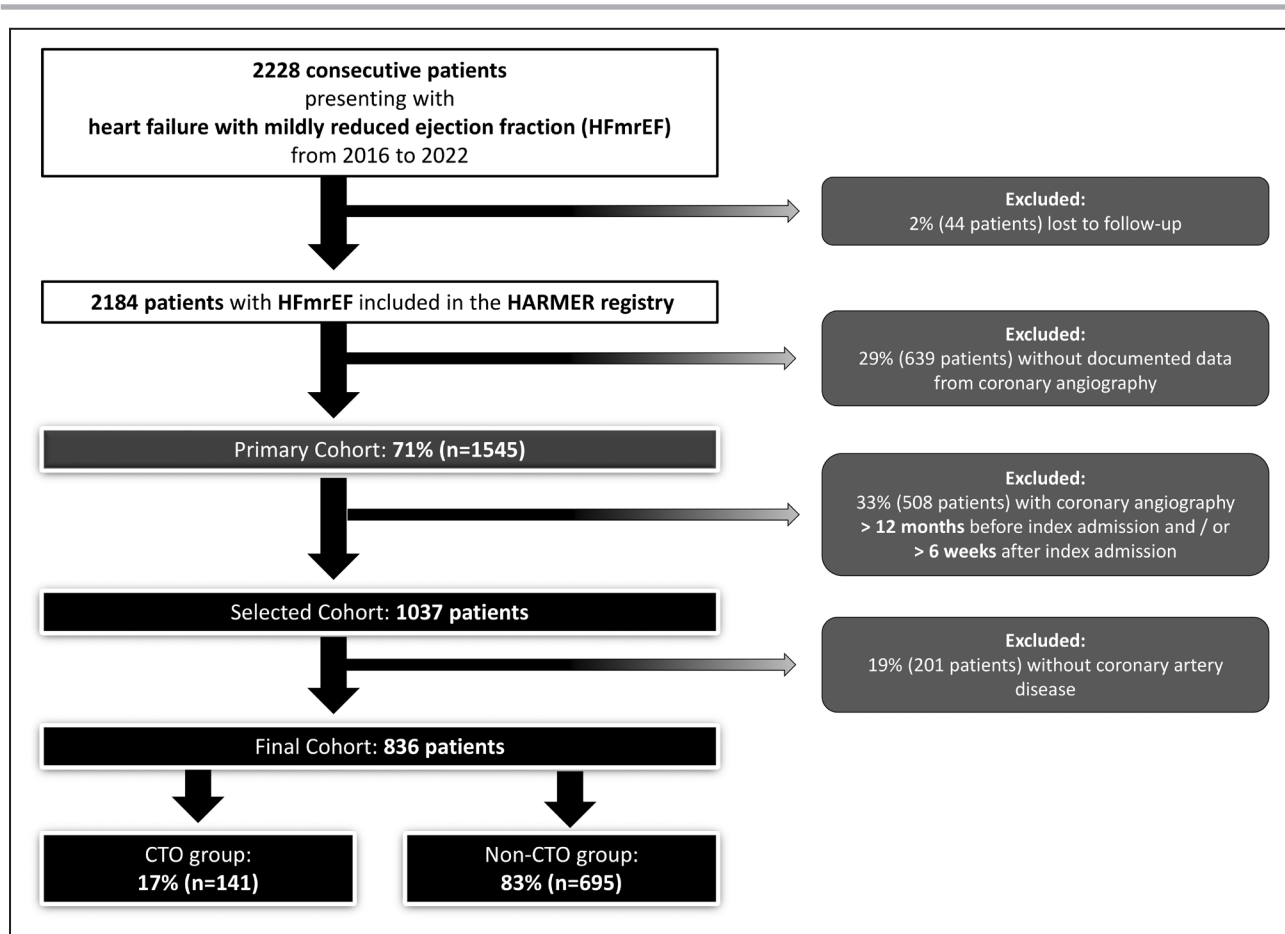 2228 consecutive patients
presenting with
heart failure with mildly reduced ejection fraction (HFmrEF)
from 2016 to 2022
Excluded:
2% (44 patients) lost to follow-up
2184 patients with HFmrEF included in the HARMER registry
Excluded:
29% (639 patients) without documented data
from coronary angiography
Primary Cohort: 71% (n=1545)
Excluded:
33% (508 patients) with coronary angiography
> 12 months before index admission and / or
> 6 weeks after index admission
Selected Cohort: 1037 patients
Excluded:
19% (201 patients) without coronary artery
disease
Final Cohort: 836 patients
CTO group:
17% (n=141)
Non-CTO group:
83% (n=695)